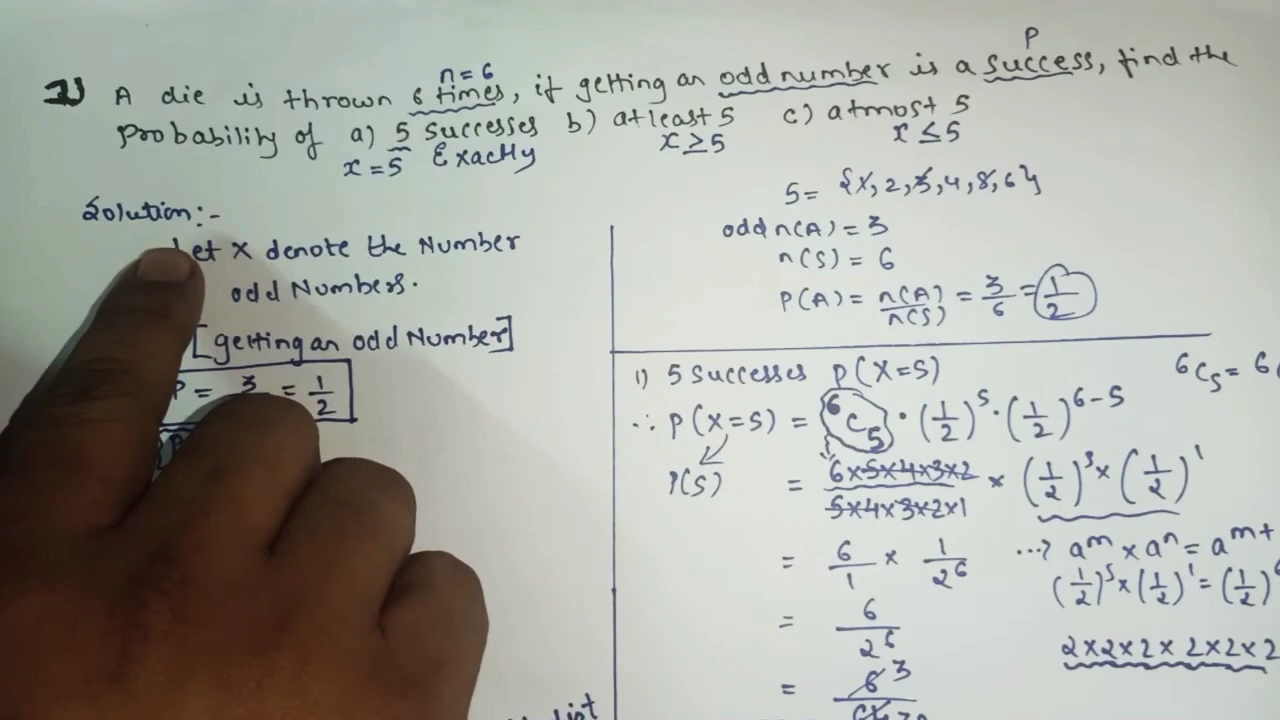 n=6
P
2) A die is thrown 6 times, if getting an odd number is a success, find the
probability of a) 5 successes b) atleast 5 c) atmost 5
x=5 Exactly x≥5 x≤5
Solution:-
Let X denote the Number
odd Numbers.
[getting an odd Number]
P = 3 = 1/2
S= {1, 2, 3, 4, 5, 6}
odd n(A) = 3
n(S) = 6
P(A) = n(A)/n(S) = 3/6 = 1/2
1) 5 Successes P(X=5)
6C5 = 6
∴ P(X=5) = 6C5 · (1/2)^5 · (1/2)^6-5
P(5) = 6×5×4×3×2/5×4×3×2×1 × (1/2)^5 × (1/2)^1
= 6/1 × 1/2^6 ...? a^m × a^n = a^m+
(1/2)^5 × (1/2)^1 = (1/2)^6
= 6/2^6
2×2×2×2×2×2
= 6 3